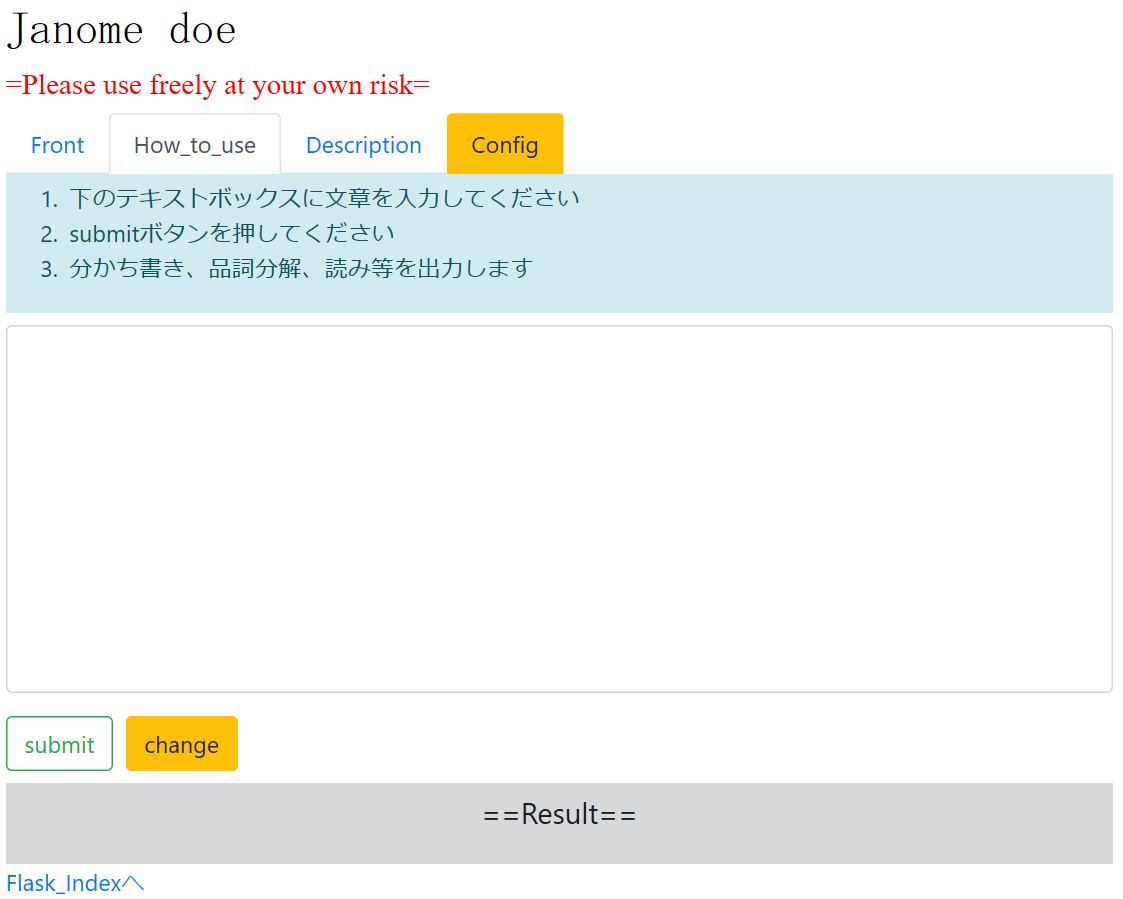 Janome doe
=Please use freely at your own risk=
Front How_to_use Description Config
1. 下のテキストボックスに文章を入力してください
2. submitボタンを押してください
3. 分かち書き、品詞分解、読み等を出力します
submit change
==Result==
Flask_Indexへ